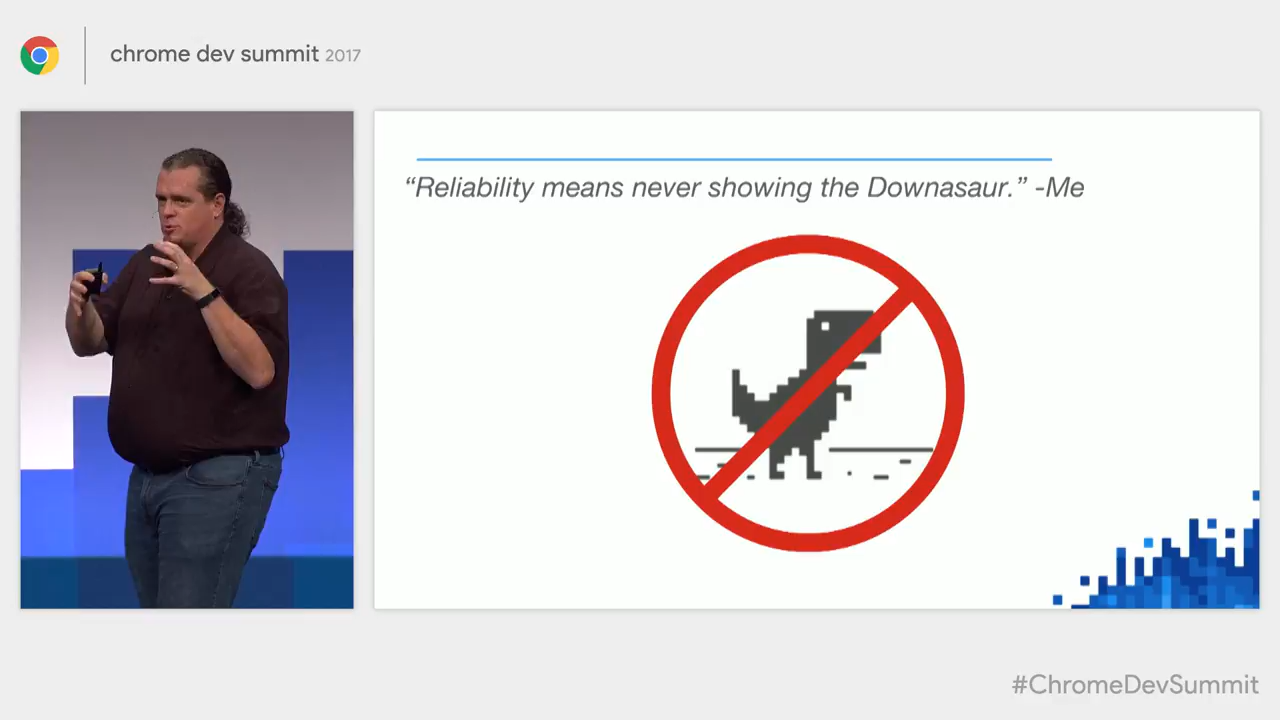 chrome dev summit 2017
“Reliability means never showing the Downasaur.” -Me
#ChromeDevSummit